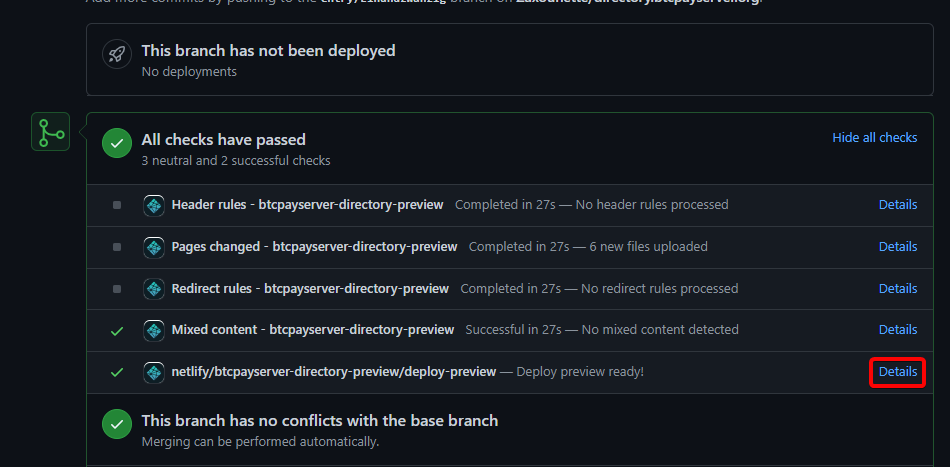 This branch has not been deployed
No deployments
All checks have passed
Hide all checks
3 neutral and 2 successful checks
Header rules - btcpayserver-directory-preview Completed in 27s — No header rules processed Details
Pages changed - btcpayserver-directory-preview Completed in 27s — 6 new files uploaded Details
Redirect rules - btcpayserver-directory-preview Completed in 27s — No redirect rules processed Details
Mixed content - btcpayserver-directory-preview Successful in 27s — No mixed content detected Details
netlify/btcpayserver-directory-preview/deploy-preview — Deploy preview ready! Details
This branch has no conflicts with the base branch
Merging can be performed automatically.